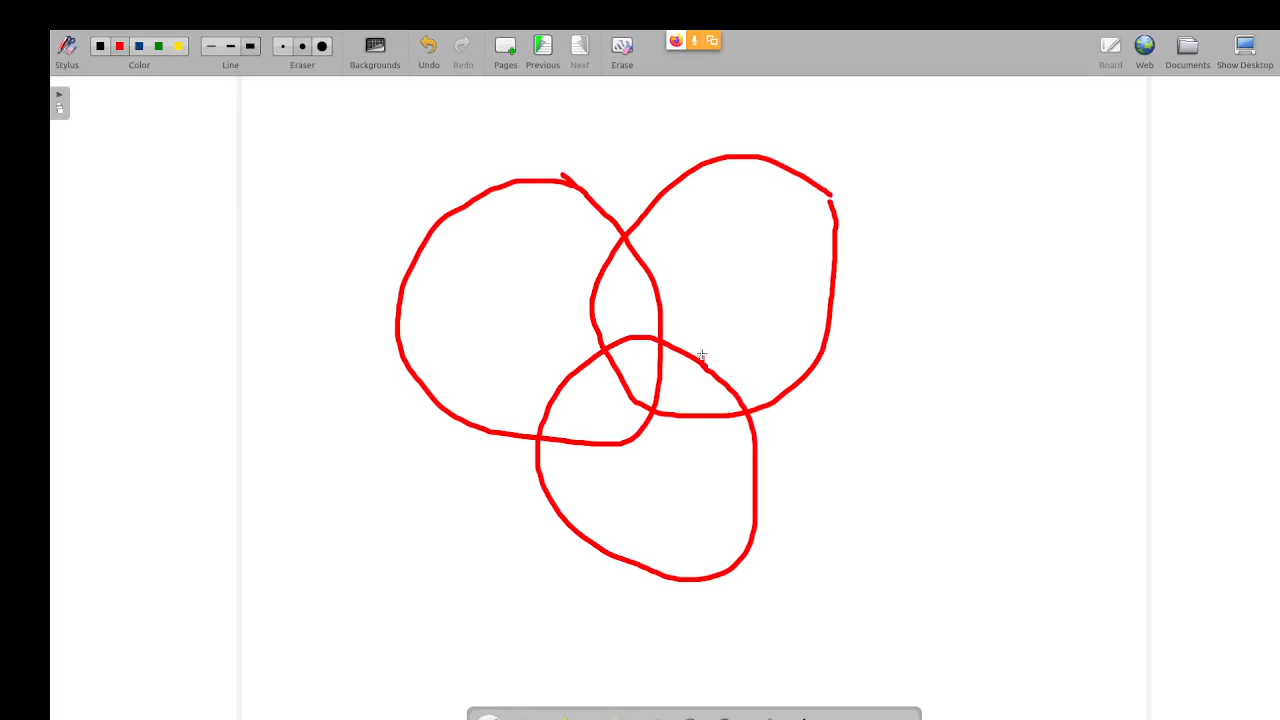 Stylus
Color
Line
Eraser
Backgrounds
Undo
Redo
Pages
Previous
Next
Erase
Board
Web
Documents
Show Desktop